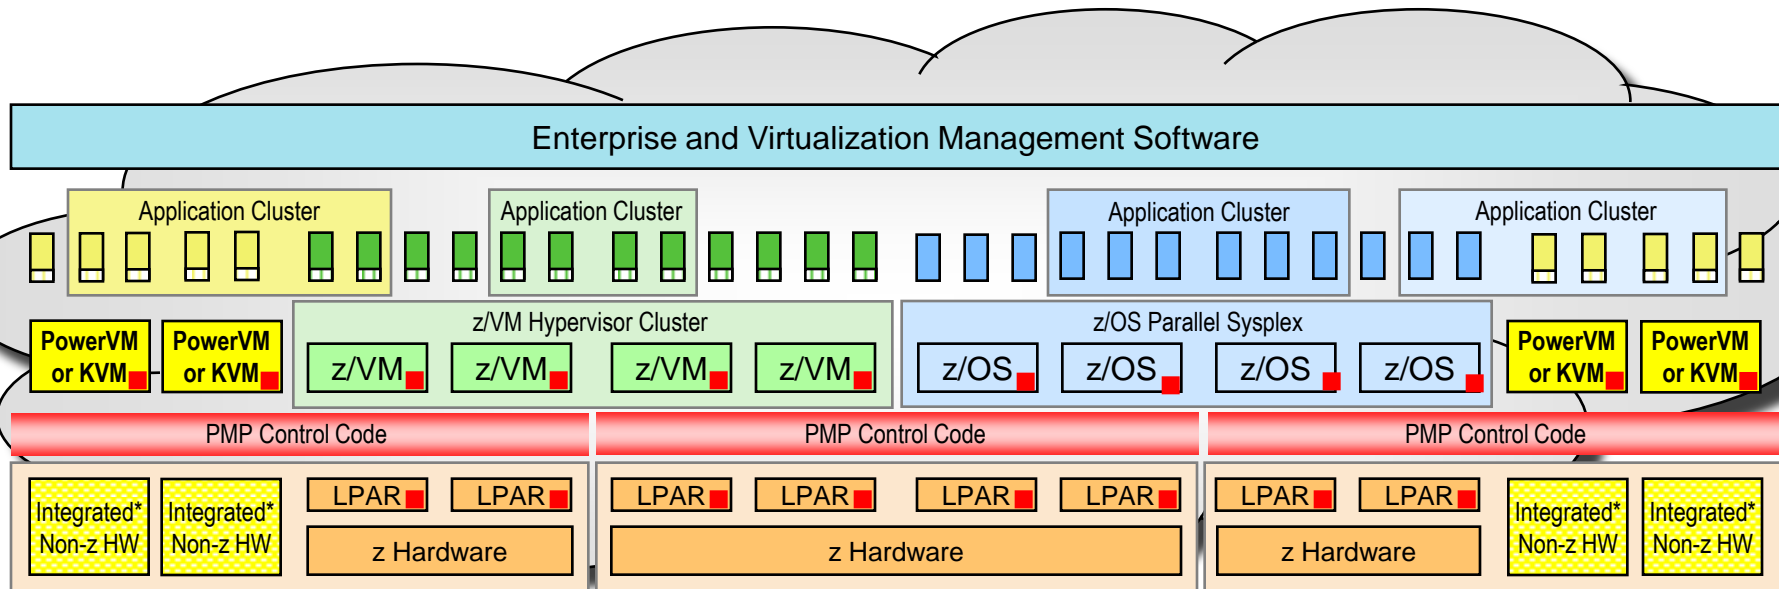 Enterprise and Virtualization Management Software
Application Cluster
Application Cluster
Application Cluster
Application Cluster
z/VM Hypervisor Cluster
z/OS Parallel Sysplex
PowerVM
or KVM
PowerVM
or KVM
z/VM
z/VM
z/VM
z/VM
z/OS
z/OS
z/OS
z/OS
PowerVM
or KVM
PowerVM
or KVM
PMP Control Code
PMP Control Code
PMP Control Code
Integrated*
Non-z HW
Integrated*
Non-z HW
LPAR
LPAR
z Hardware
LPAR
LPAR
LPAR
LPAR
z Hardware
LPAR
LPAR
z Hardware
Integrated*
Non-z HW
Integrated*
Non-z HW